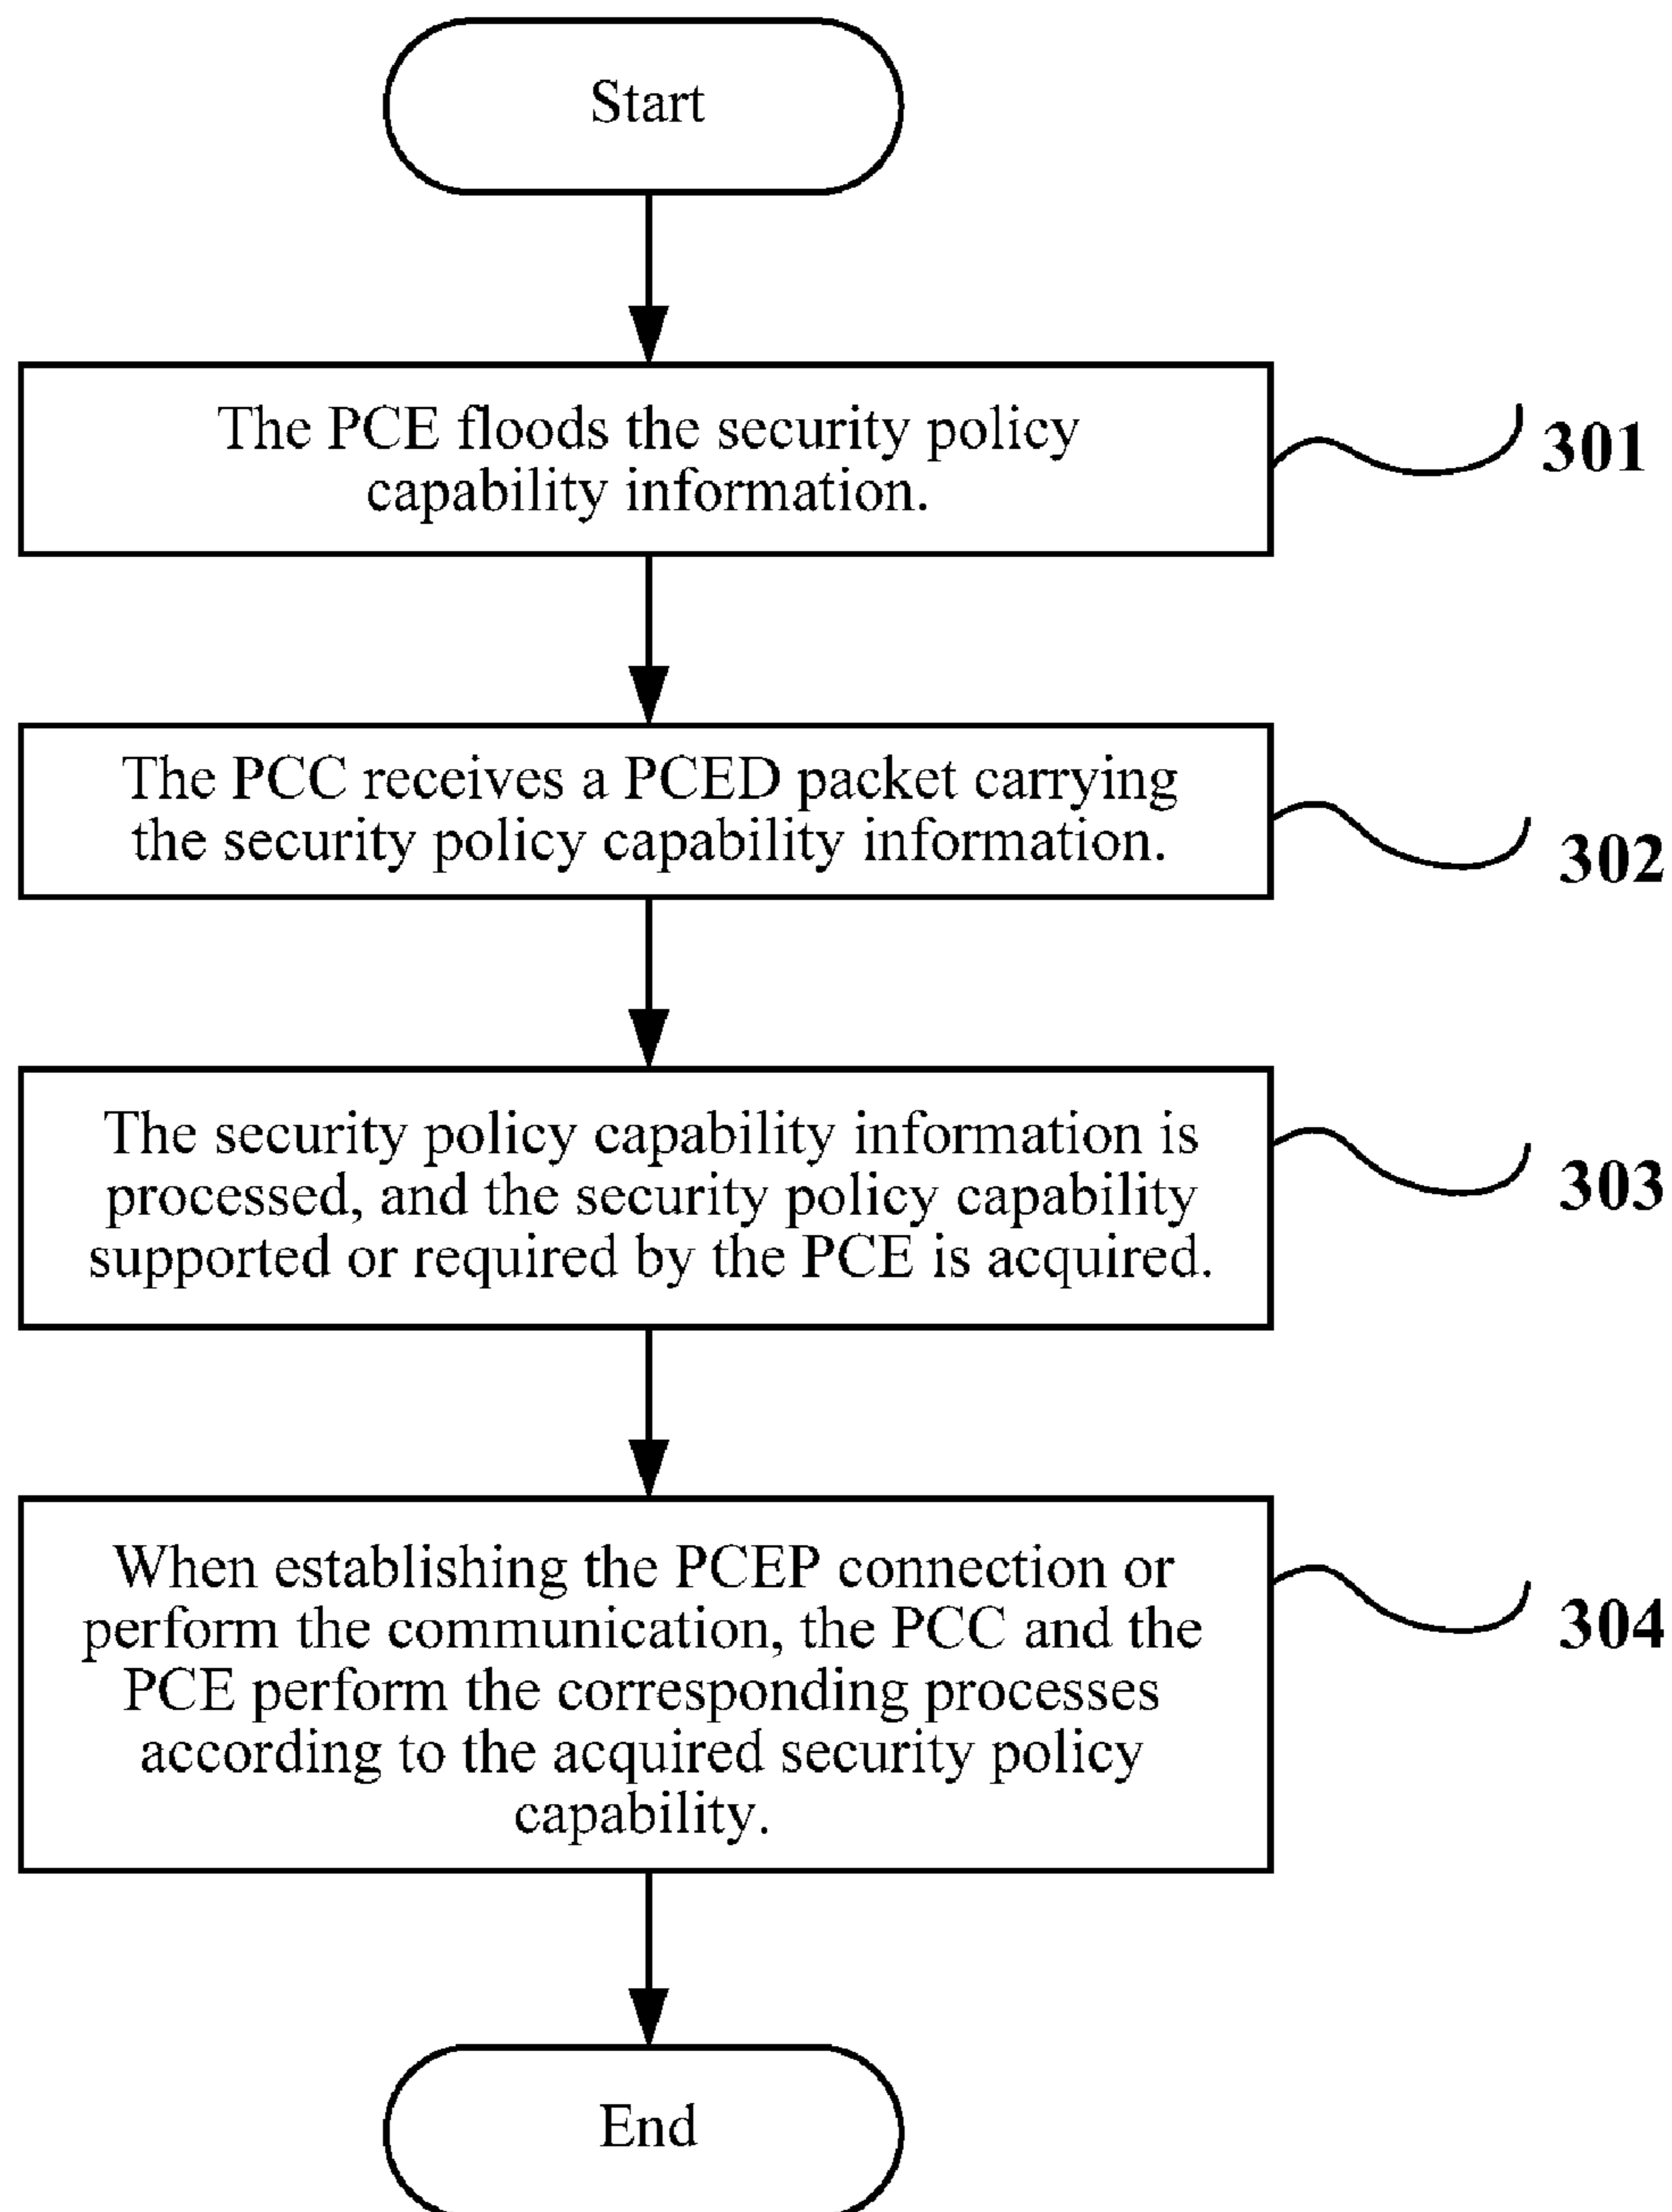 Start
The PCE floods the security policy
capability information.
301
The PCC receives a PCED packet carrying
the security policy capability information.
302
The security policy capability information is
processed, and the security policy capability
supported or required by the PCE is acquired.
303
When establishing the PCEP connection or
perform the communication, the PCC and the
PCE perform the corresponding processes
according to the acquired security policy
capability.
304
End